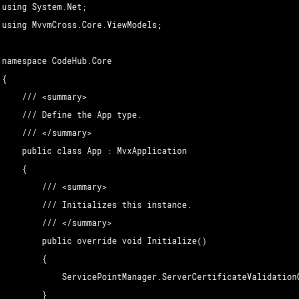 using System.Net;
using MvvmCross.Core.ViewModels;
namespace CodeHub.Core
{
/// <summary>
/// Define the App type.
/// </summary>
public class App : MvxApplication
{
/// <summary>
/// Initializes this instance.
/// </summary>
public override void Initialize()
{
ServicePointManager.ServerCertificateValidation
}